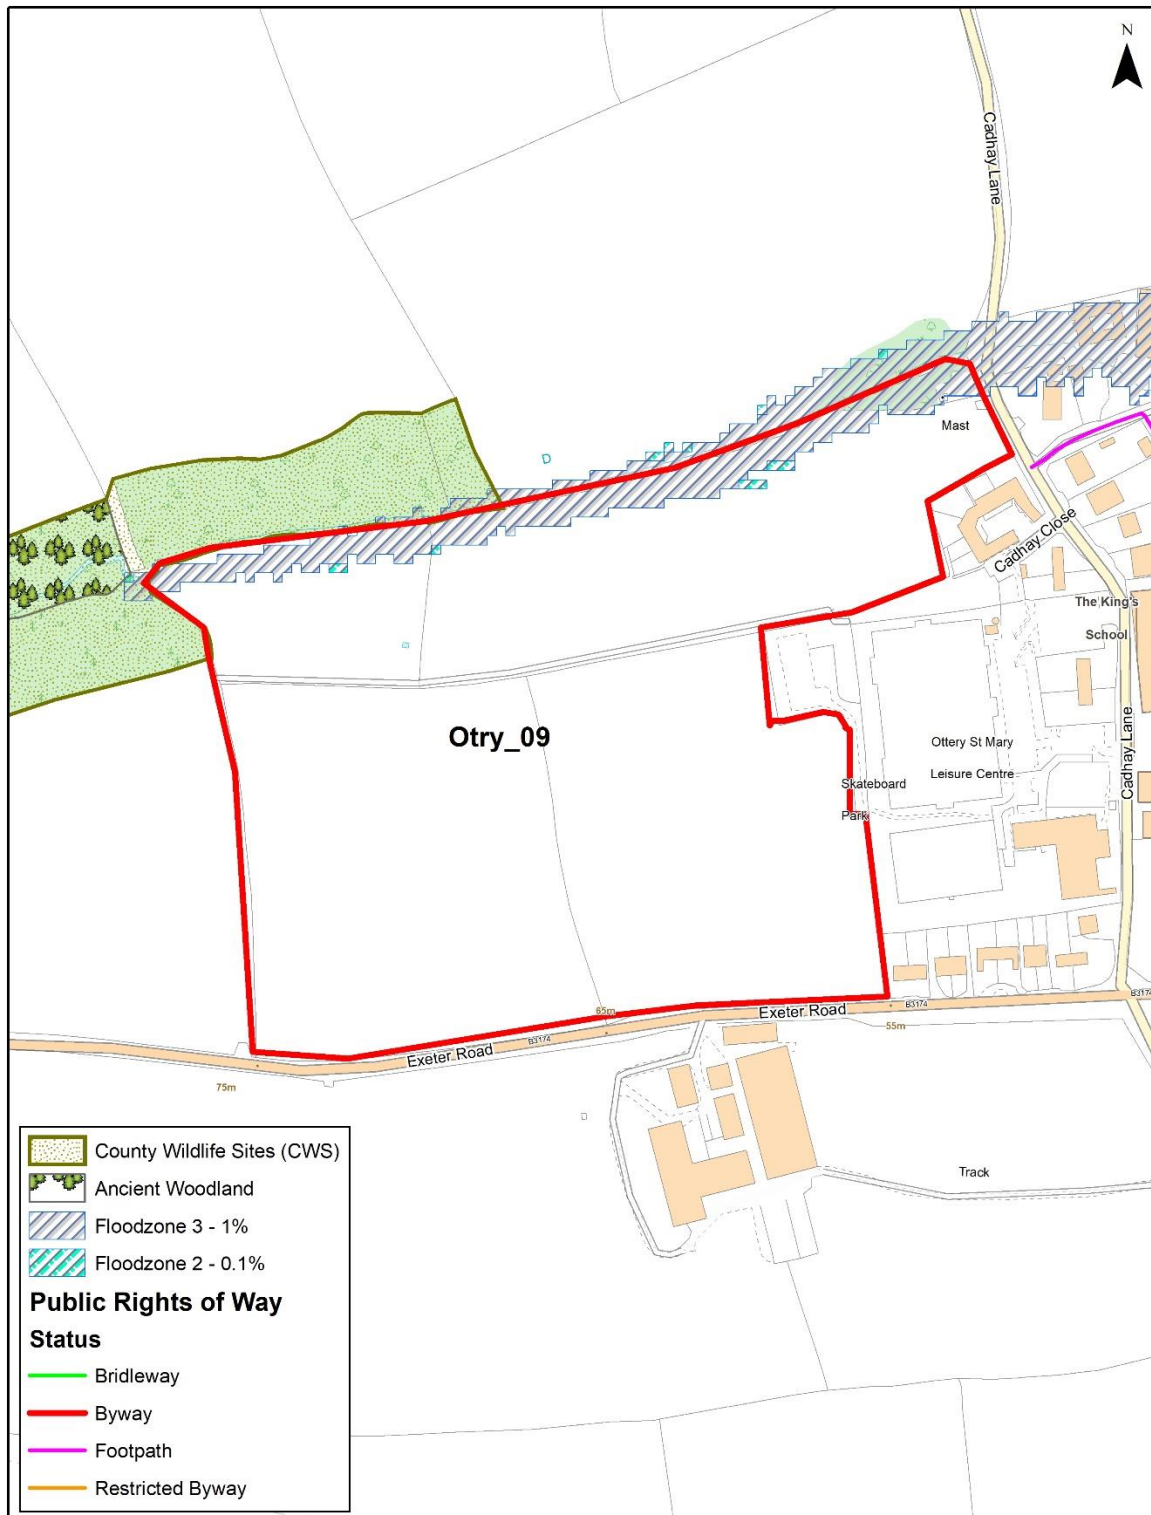 N
Cadhay Lane
Mast
D
Cadhay Close
The King's
School
Otry_09
Ottery St Mary
Leisure Centre
Skateboard
Park
Cadhay Lane
65m
B3174
Exeter Road
B3174
B3174
55m
Exeter Road
75m
Track
County Wildlife Sites (CWS)
Ancient Woodland
Floodzone 3 - 1%
Floodzone 2 - 0.1%
Public Rights of Way
Status
Bridleway
Byway
Footpath
Restricted Byway